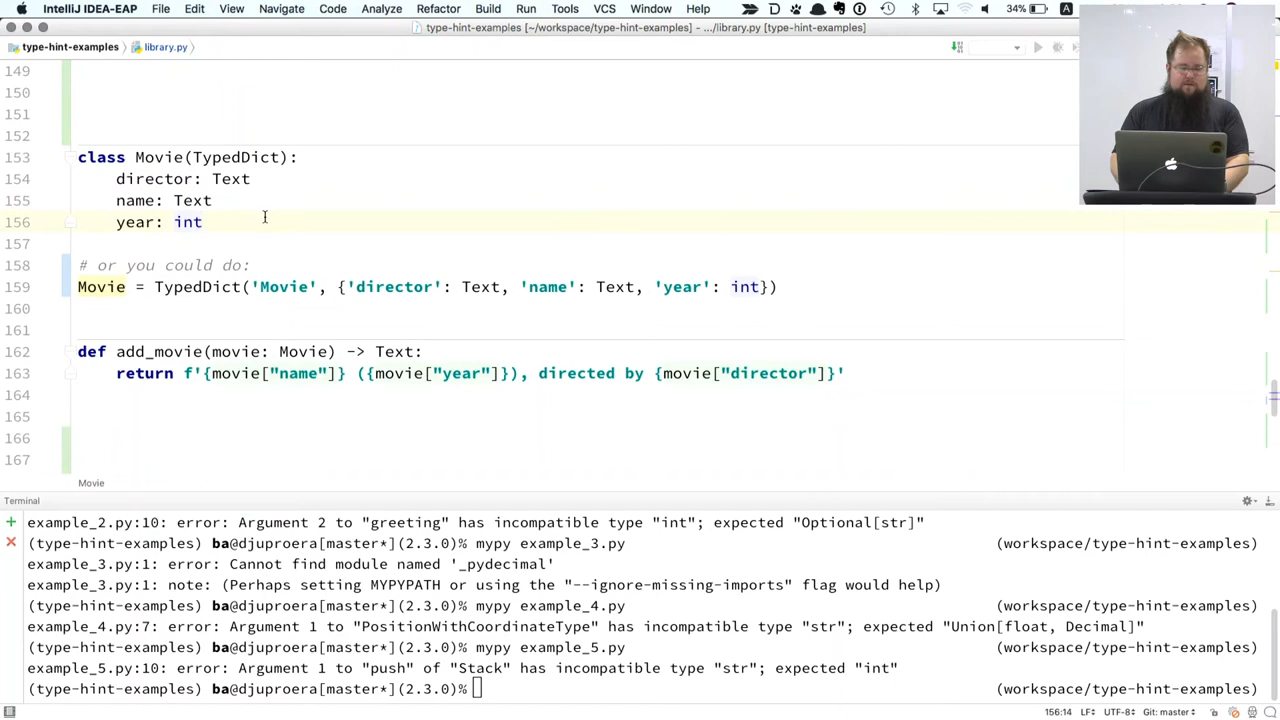 IntelliJ IDEA-EAP File Edit View Navigate Code Analyze Refactor Build Run Tools VCS Window Help 34% A
type-hint-examples [~/workspace/type-hint-examples] - .../library.py [type-hint-examples]
type-hint-examples library.py
149
150
151
152
153 class Movie(TypedDict):
154 director: Text
155 name: Text
156 year: int
157
158 # or you could do:
159 Movie = TypedDict('Movie', {'director': Text, 'name': Text, 'year': int})
160
161
162 def add_movie(movie: Movie) -> Text:
163 return f'{movie["name"]} ({movie["year"]}), directed by {movie["director"]}'
164
165
166
167
Movie
Terminal
example_2.py:10: error: Argument 2 to "greeting" has incompatible type "int"; expected "Optional[str]"
(type-hint-examples) ba@djuproera[master*](2.3.0)% mypy example_3.py (workspace/type-hint-examples)
example_3.py:1: error: Cannot find module named '_pydecimal'
example_3.py:1: note: (Perhaps setting MYPYPATH or using the "--ignore-missing-imports" flag would help)
(type-hint-examples) ba@djuproera[master*](2.3.0)% mypy example_4.py (workspace/type-hint-examples)
example_4.py:7: error: Argument 1 to "PositionWithCoordinateType" has incompatible type "str"; expected "Union[float, Decimal]"
(type-hint-examples) ba@djuproera[master*](2.3.0)% mypy example_5.py (workspace/type-hint-examples)
example_5.py:10: error: Argument 1 to "push" of "Stack" has incompatible type "str"; expected "int"
(type-hint-examples) ba@djuproera[master*](2.3.0)% (workspace/type-hint-examples)
156:14 LF UTF-8 Git: master